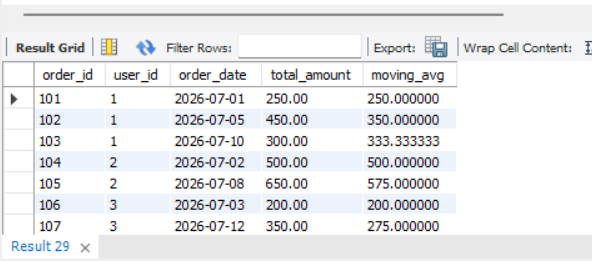 Result Grid Filter Rows: Export: Wrap Cell Content:
order_id user_id order_date total_amount moving_avg
101 1 2026-07-01 250.00 250.000000
102 1 2026-07-05 450.00 350.000000
103 1 2026-07-10 300.00 333.333333
104 2 2026-07-02 500.00 500.000000
105 2 2026-07-08 650.00 575.000000
106 3 2026-07-03 200.00 200.000000
107 3 2026-07-12 350.00 275.000000
Result 29